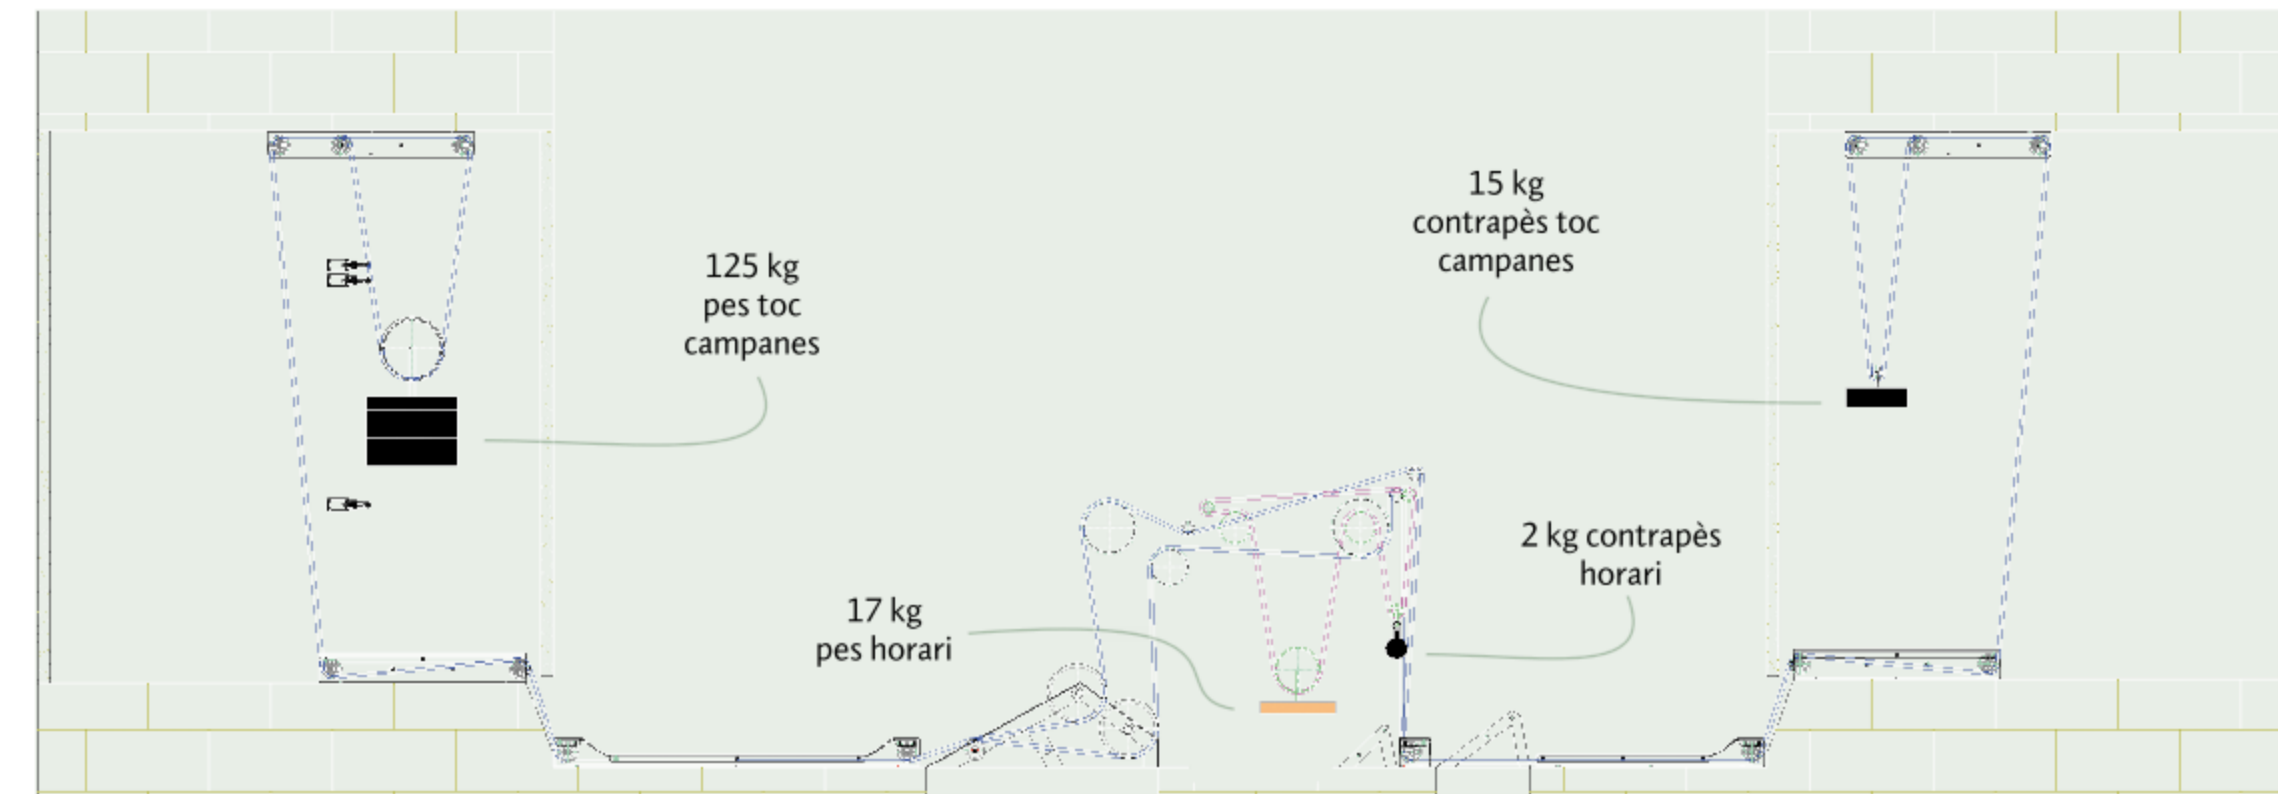 125 kg
pes toc
campanes
15 kg
contrapès toc
campanes
17 kg
pes horari
2 kg contrapès
horari